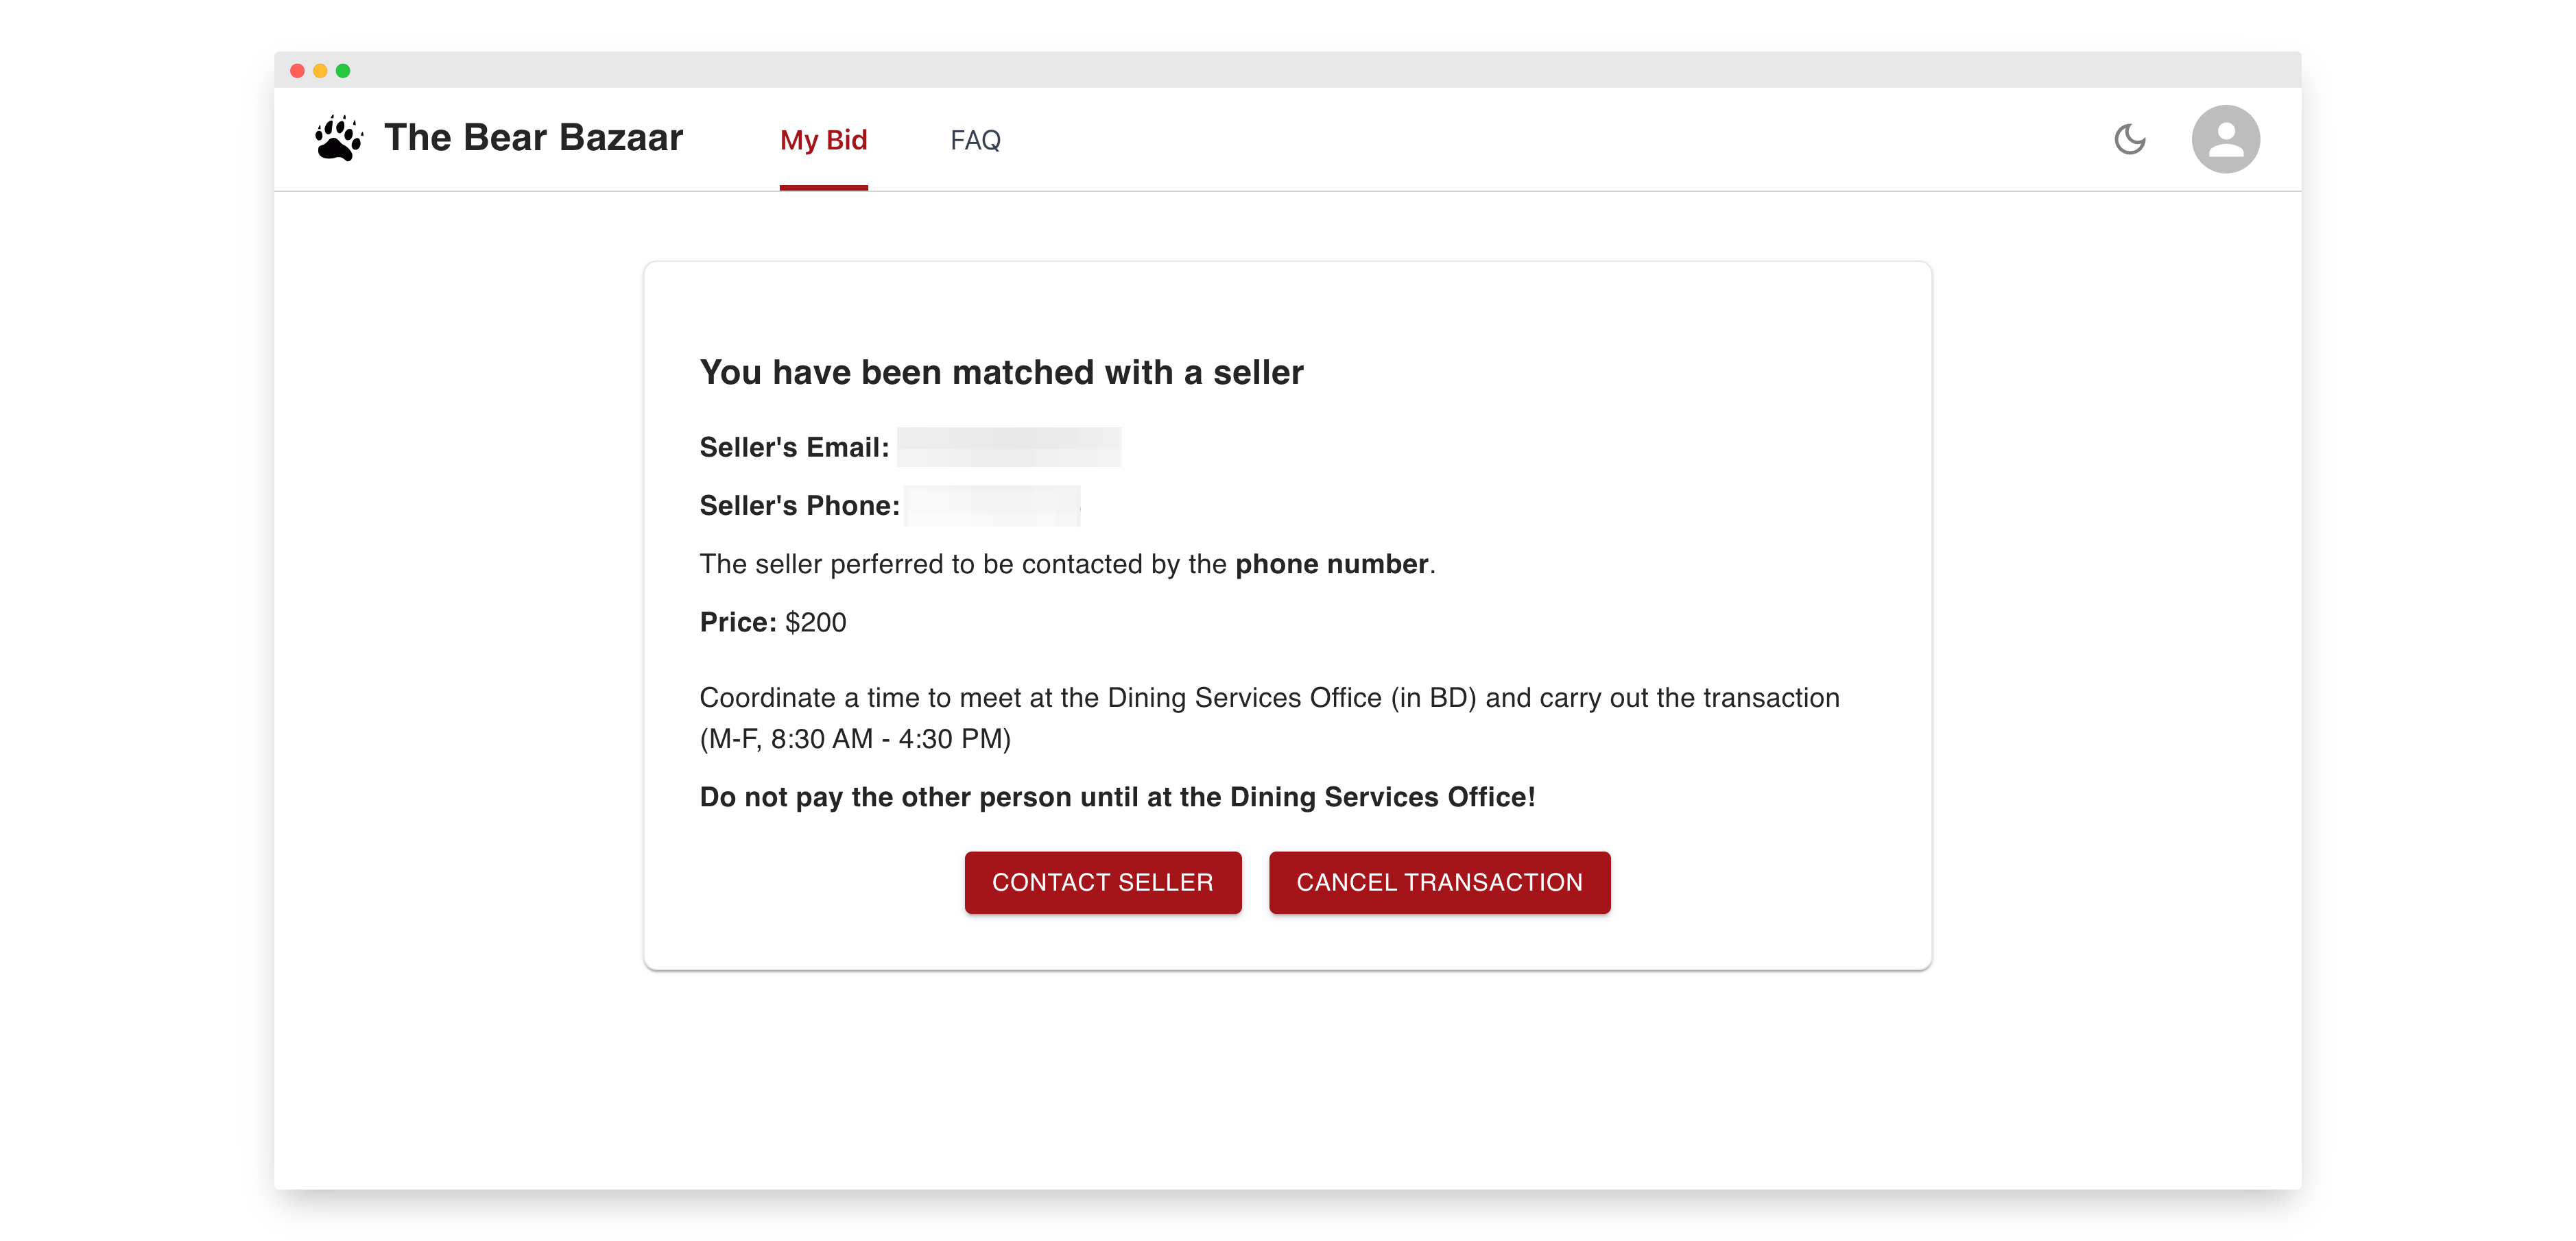 The Bear Bazaar
My Bid
FAQ
You have been matched with a seller
Seller's Email:
Seller's Phone:
The seller perferred to be contacted by the phone number.
Price: $200
Coordinate a time to meet at the Dining Services Office (in BD) and carry out the transaction
(M-F, 8:30 AM - 4:30 PM)
Do not pay the other person until at the Dining Services Office!
CONTACT SELLER
CANCEL TRANSACTION